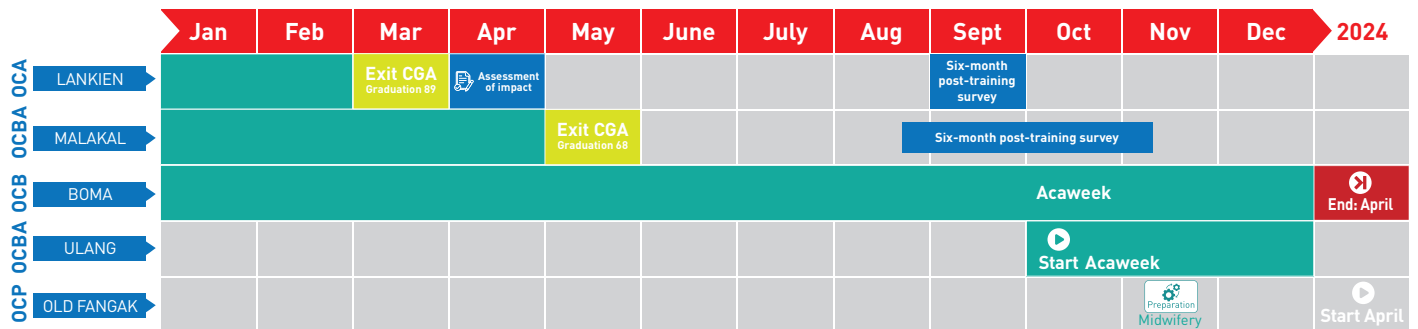 Jan Feb Mar Apr May June July Aug Sept Oct Nov Dec 2024
OCA LANKIEN
Exit CGA
Graduation 89
Assessment
of impact
Six-month
post-training
survey
OCBA MALAKAL
Exit CGA
Graduation 68
Six-month post-training survey
OCB BOMA
Acaweek
End: April
OCBA ULANG
Start Acaweek
OCP OLD FANGAK
Preparation
Midwifery
Start April